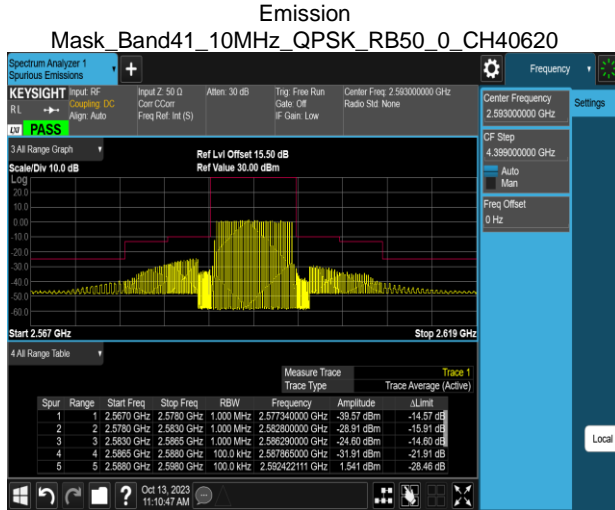 Emission
Mask_Band41_10MHz_QPSK_RB50_0_CH40620
Spectrum Analyzer 1
Spurious Emissions
Frequency
KEYSIGHT Input: RF Input Z: 50 Ω Atten: 30 dB Trig: Free Run Center Freq: 2.593000000 GHz
RL Coupling: DC Corr CCorr Gate: Off Radio Std: None
Align: Auto Freq Ref: Int (S) IF Gain: Low
LXI PASS
Center Frequency
2.593000000 GHz
Settings
CF Step
4.399000000 GHz
Auto
Man
Freq Offset
0 Hz
Local
3 All Range Graph
Ref Lvl Offset 15.50 dB
Scale/Div 10.0 dB Ref Value 30.00 dBm
Log
20.0
10.0
0.00
-10.0
-20.0
-30.0
-40.0
-50.0
-60.0
Start 2.567 GHz Stop 2.619 GHz
4 All Range Table
Measure Trace Trace 1
Trace Type Trace Average (Active)
Spur Range Start Freq Stop Freq RBW Frequency Amplitude ΔLimit
1 1 2.5670 GHz 2.5780 GHz 1.000 MHz 2.577340000 GHz -39.57 dBm -14.57 dB
2 2 2.5780 GHz 2.5830 GHz 1.000 MHz 2.582800000 GHz -28.91 dBm -15.91 dB
3 3 2.5830 GHz 2.5865 GHz 1.000 MHz 2.586290000 GHz -24.60 dBm -14.60 dB
4 4 2.5865 GHz 2.5880 GHz 100.0 kHz 2.587865000 GHz -31.91 dBm -21.91 dB
5 5 2.5880 GHz 2.5980 GHz 100.0 kHz 2.592422111 GHz 1.541 dBm -28.46 dB
Oct 13, 2023
11:10:47 AM